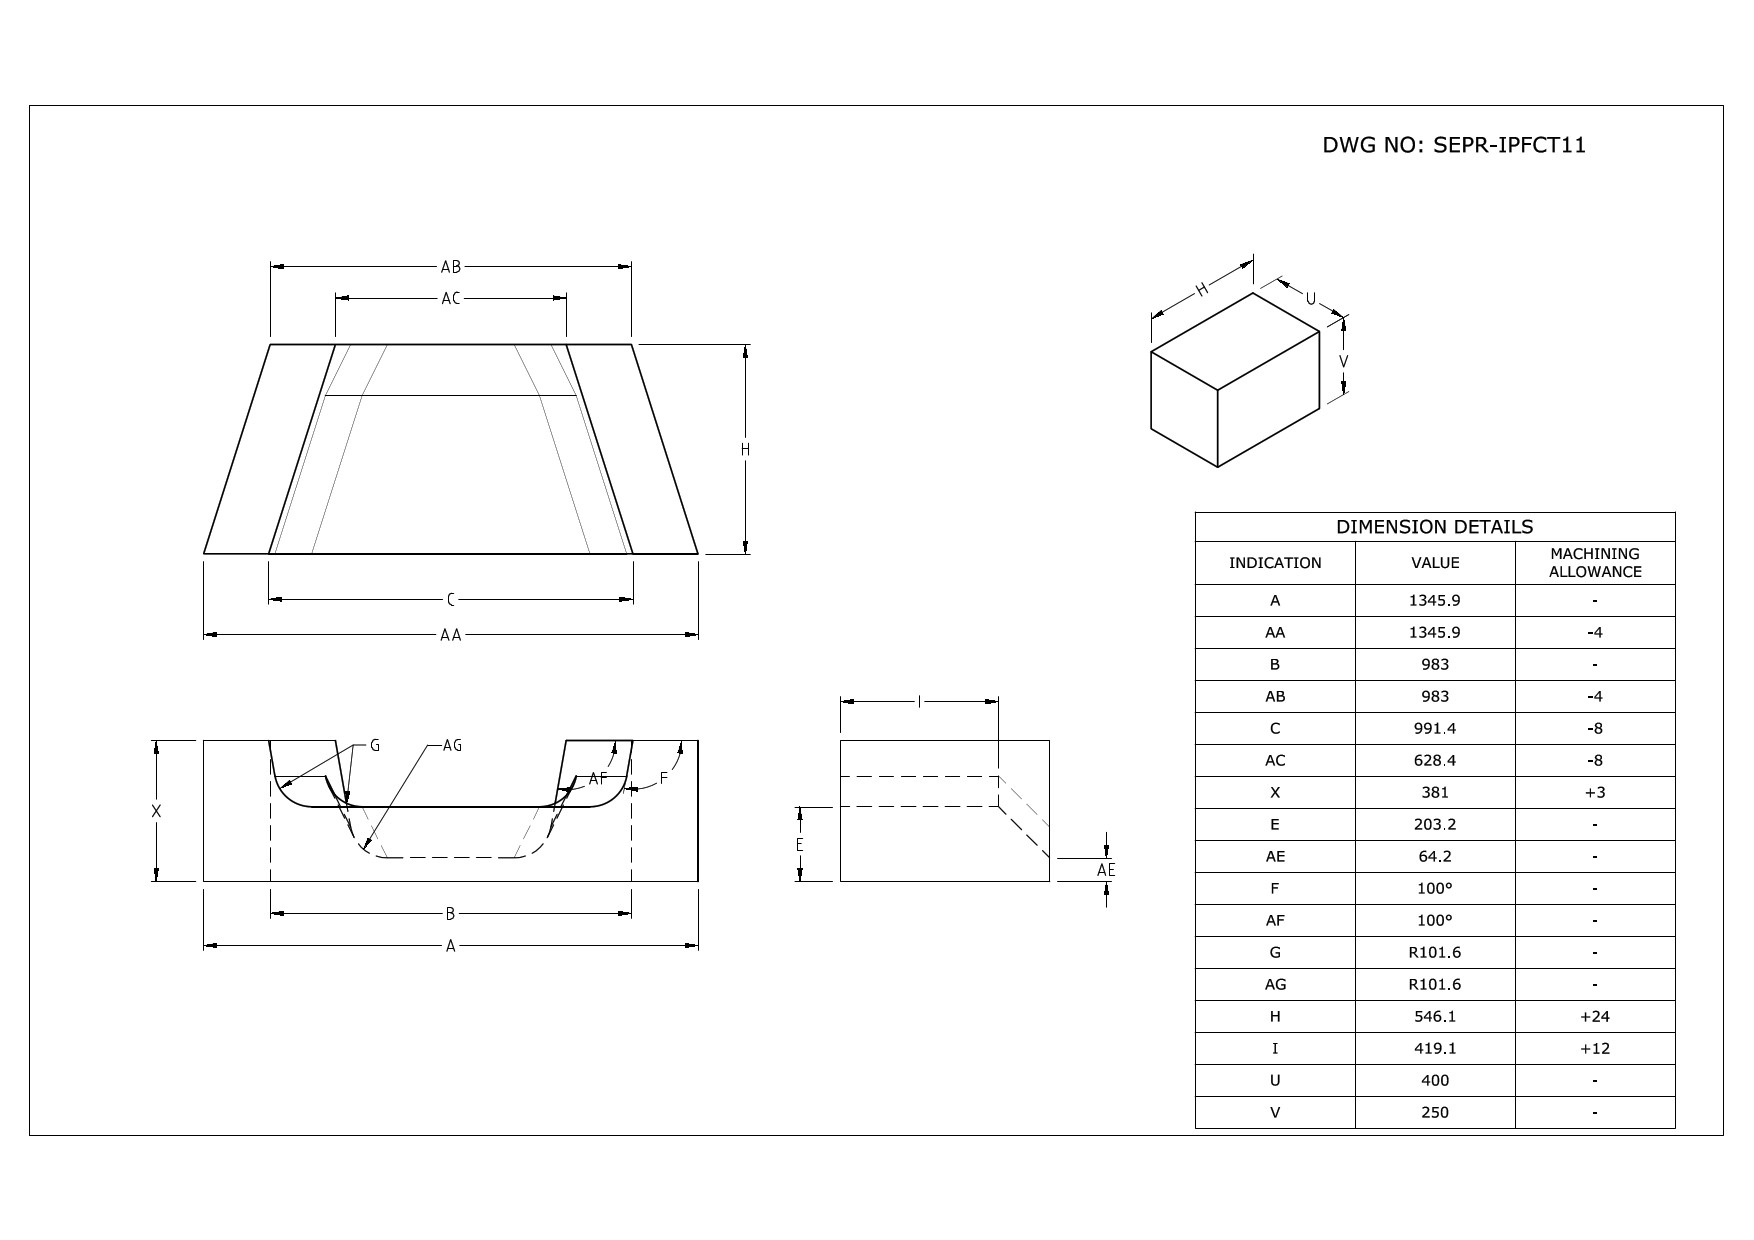 DWG NO: SEPR-IPFCT11
AB
AC
H
C
AA
H
U
V
G
AG
AF
F
X
B
A
I
E
AE
DIMENSION DETAILS
INDICATION VALUE MACHINING ALLOWANCE
A 1345.9 -
AA 1345.9 -4
B 983 -
AB 983 -4
C 991.4 -8
AC 628.4 -8
X 381 +3
E 203.2 -
AE 64.2 -
F 100° -
AF 100° -
G R101.6 -
AG R101.6 -
H 546.1 +24
I 419.1 +12
U 400 -
V 250 -